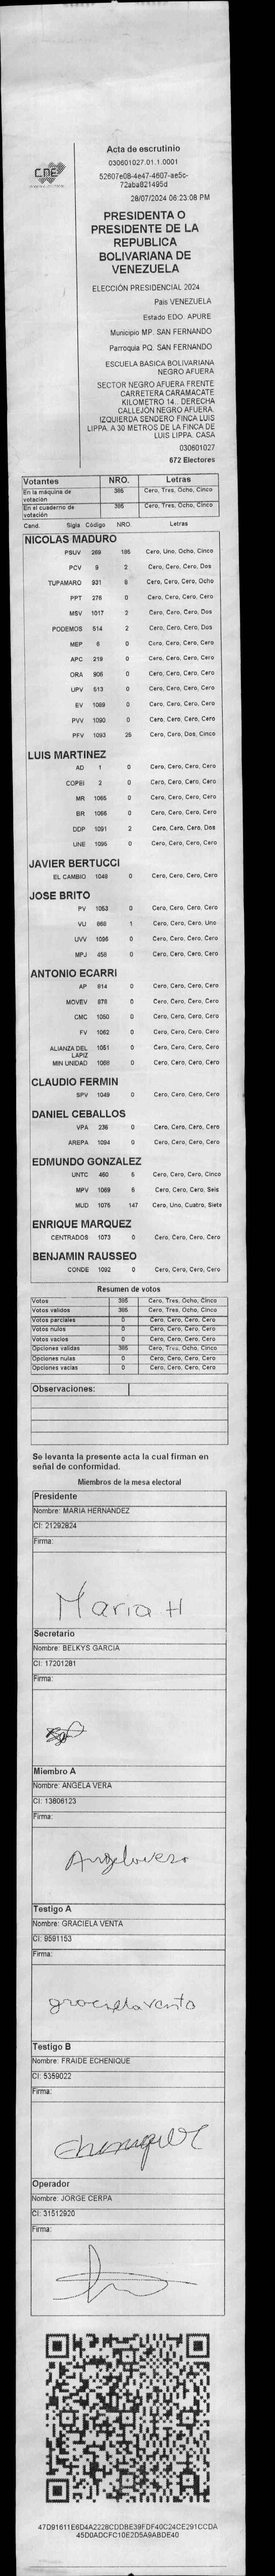 CNE
Acta de escrutinio
030601027.01.1.0001
52607e08-4e47-4607-ae5c-
72aba821495d
28/07/2024 06:23:08 PM
PRESIDENTA O
PRESIDENTE DE LA
REPUBLICA
BOLIVARIANA DE
VENEZUELA
ELECCIÓN PRESIDENCIAL 2024
Pais VENEZUELA
Estado EDO. APURE
Municipio MP. SAN FERNANDO
Parroquia PQ. SAN FERNANDO
ESCUELA BASICA BOLIVARIANA
NEGRO AFUERA
SECTOR NEGRO AFUERA FRENTE
CARRETERA CARAMACATE
KILOMETRO 14.. DERECHA
CALLEJÓN NEGRO AFUERA.
IZQUIERDA SENDERO FINCA LUIS
LIPPA. A 30 METROS DE LA FINCA DE
LUIS LIPPA. CASA
030601027
672 Electores
Votantes NRO. Letras
En la maquina de votación 385 Cero, Tres, Ocho, Cinco
En el cuaderno de votación 385 Cero, Tres, Ocho, Cinco
Cand. Sigla Código NRO. Letras
NICOLAS MADURO
PSUV 269 185 Cero, Uno, Ocho, Cinco
PCV 9 2 Cero, Cero, Cero, Dos
TUPAMARO 931 8 Cero, Cero, Cero, Ocho
PPT 276 0 Cero, Cero, Cero, Cero
MSV 1017 2 Cero, Cero, Cero, Dos
PODEMOS 514 2 Cero, Cero, Cero, Dos
MEP 6 0 Cero, Cero, Cero, Cero
APC 219 0 Cero, Cero, Cero, Cero
ORA 908 0 Cero, Cero, Cero, Cero
UPV 613 0 Cero, Cero, Cero, Cero
EV 1089 0 Cero, Cero, Cero, Cero
PVV 1090 0 Cero, Cero, Cero, Cero
PFV 1093 25 Cero, Cero, Dos, Cinco
LUIS MARTINEZ
AD 1 0 Cero, Cero, Cero, Cero
COPEI 2 0 Cero, Cero, Cero, Cero
MR 1065 0 Cero, Cero, Cero, Cero
BR 1066 0 Cero, Cero, Cero, Cero
DDP 1091 2 Cero, Cero, Cero, Dos
UNE 1095 0 Cero, Cero, Cero, Cero
JAVIER BERTUCCI
EL CAMBIO 1048 0 Cero, Cero, Cero, Cero
JOSE BRITO
PV 1053 0 Cero, Cero, Cero, Cero
VU 868 1 Cero, Cero, Cero, Uno
UVV 1096 0 Cero, Cero, Cero, Cero
MPJ 458 0 Cero, Cero, Cero, Cero
ANTONIO ECARRI
AP 814 0 Cero, Cero, Cero, Cero
MOVEV 878 0 Cero, Cero, Cero, Cero
CMC 1050 0 Cero, Cero, Cero, Cero
FV 1062 0 Cero, Cero, Cero, Cero
ALIANZA DEL LAPIZ 1051 0 Cero, Cero, Cero, Cero
MIN UNIDAD 1068 0 Cero, Cero, Cero, Cero
CLAUDIO FERMIN
SPV 1049 0 Cero, Cero, Cero, Cero
DANIEL CEBALLOS
VPA 236 0 Cero, Cero, Cero, Cero
AREPA 1094 0 Cero, Cero, Cero, Cero
EDMUNDO GONZALEZ
UNTC 460 5 Cero, Cero, Cero, Cinco
MPV 1069 6 Cero, Cero, Cero, Seis
MUD 1075 147 Cero, Uno, Cuatro, Siete
ENRIQUE MARQUEZ
CENTRADOS 1073 0 Cero, Cero, Cero, Cero
BENJAMIN RAUSSEO
CONDE 1092 0 Cero, Cero, Cero, Cero
Resumen de votos
Votos 385 Cero, Tres, Ocho, Cinco
Votos validos 385 Cero, Tres, Ocho, Cinco
Votos parciales 0 Cero, Cero, Cero, Cero
Votos nulos 0 Cero, Cero, Cero, Cero
Votos vacios 0 Cero, Cero, Cero, Cero
Opciones validas 385 Cero, Tres, Ocho, Cinco
Opciones nulas 0 Cero, Cero, Cero, Cero
Opciones vacias 0 Cero, Cero, Cero, Cero
Observaciones:
Se levanta la presente acta la cual firman en
señal de conformidad.
Miembros de la mesa electoral
Presidente
Nombre: MARIA HERNANDEZ
CI: 21292824
Firma:
Maria H
Secretario
Nombre: BELKYS GARCIA
CI: 17201281
Firma:
Miembro A
Nombre: ANGELA VERA
CI: 13806123
Firma:
Angelavera
Testigo A
Nombre: GRACIELA VENTA
CI: 9591153
Firma:
gracielaventa
Testigo B
Nombre: FRAIDE ECHENIQUE
CI: 5359022
Firma:
Operador
Nombre: JORGE CERPA
CI: 31512920
Firma:
47D91611E6D4A2228CDDBE39FDF40C24CE291CCDA
45D0ADCFC10E2D5A9ABDE40